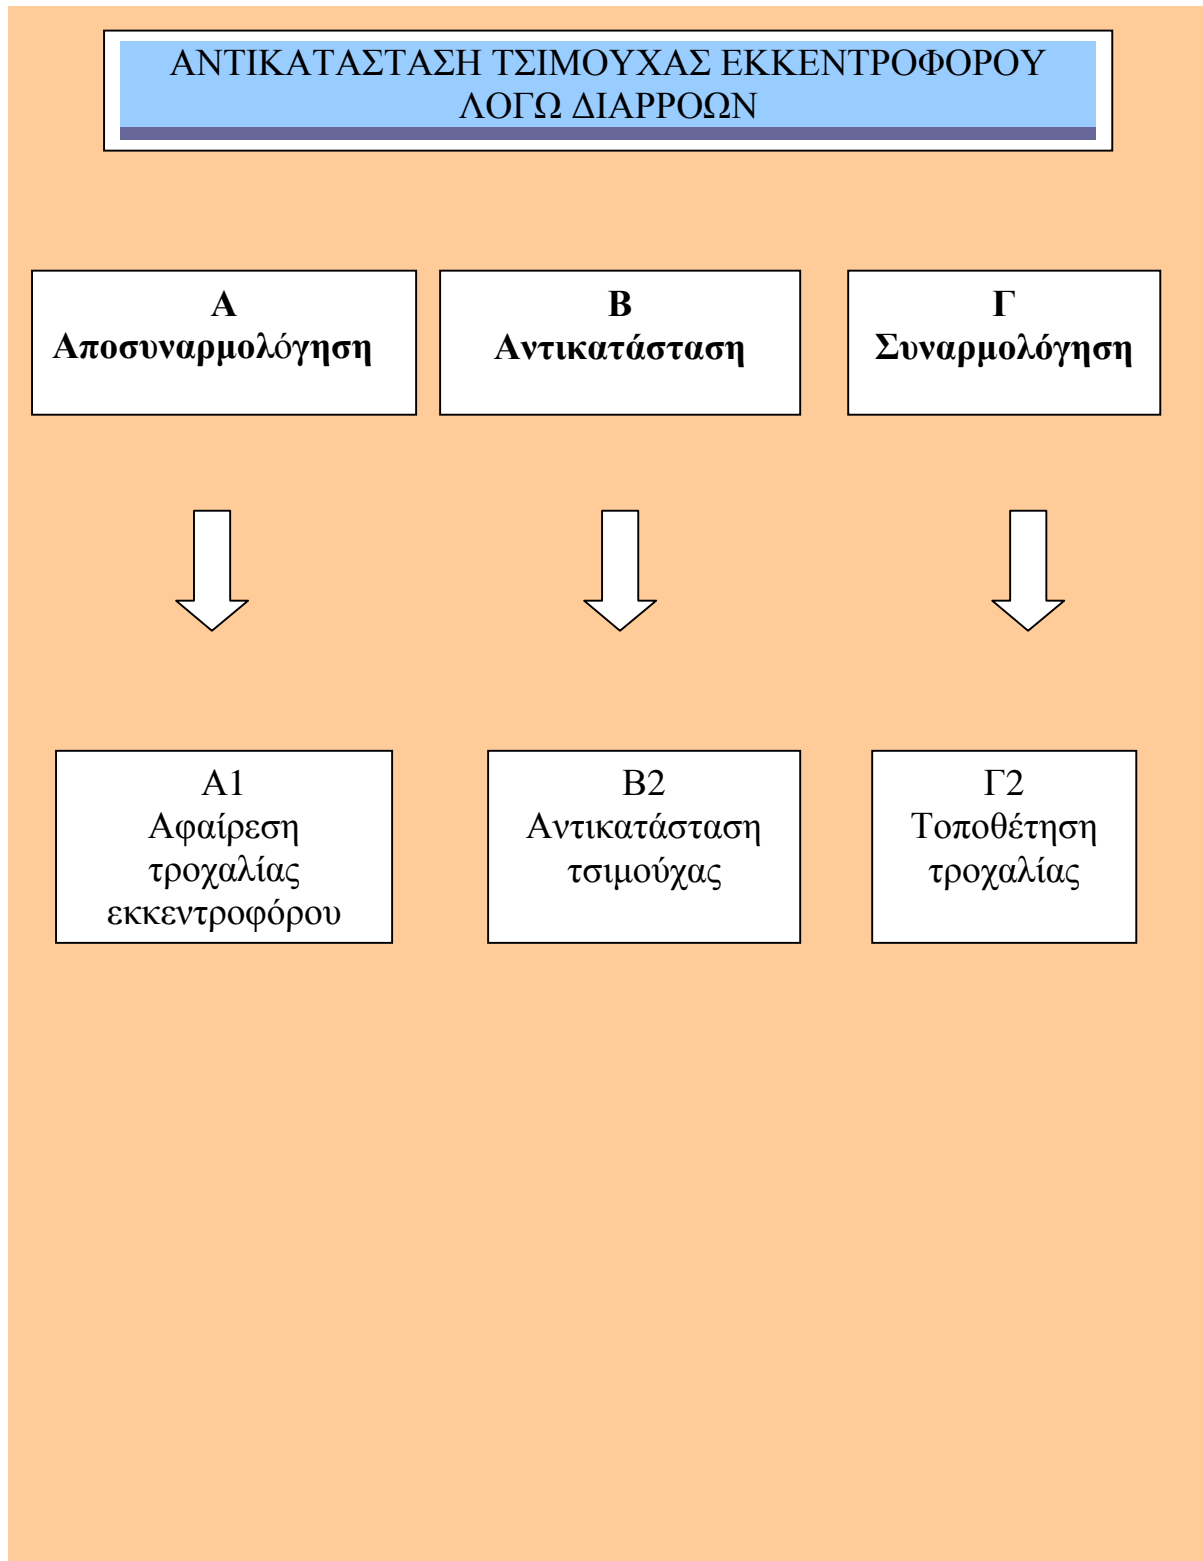 ΑΝΤΙΚΑΤΑΣΤΑΣΗ ΤΣΙΜΟΥΧΑΣ ΕΚΚΕΝΤΡΟΦΟΡΟΥ
ΛΟΓΩ ΔΙΑΡΡΟΩΝ
Α
Αποσυναρμολόγηση
Β
Αντικατάσταση
Γ
Συναρμολόγηση
Α1
Αφαίρεση
τροχαλίας
εκκεντροφόρου
Β2
Αντικατάσταση
τσιμούχας
Γ2
Τοποθέτηση
τροχαλίας